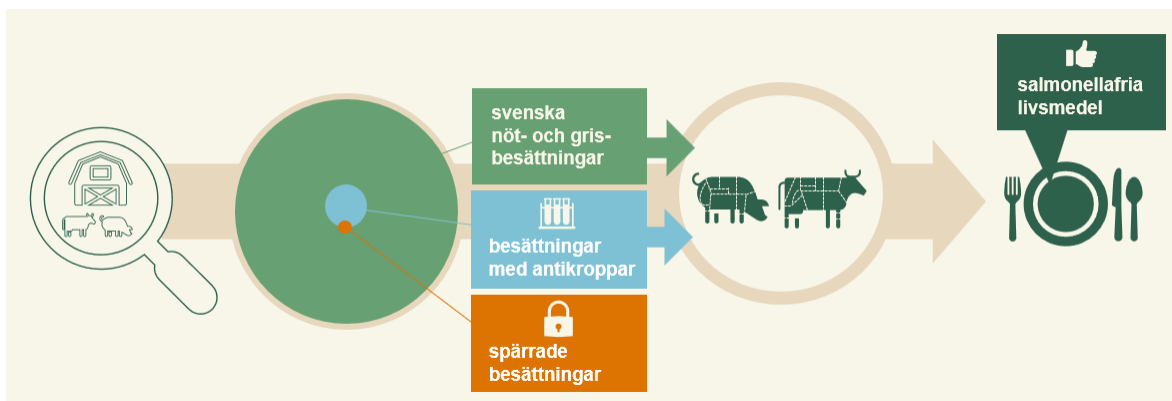 svenska
nöt- och gris-
besättningar
besättningar
med antikroppar
spärrade
besättningar
salmonellafria
livsmedel